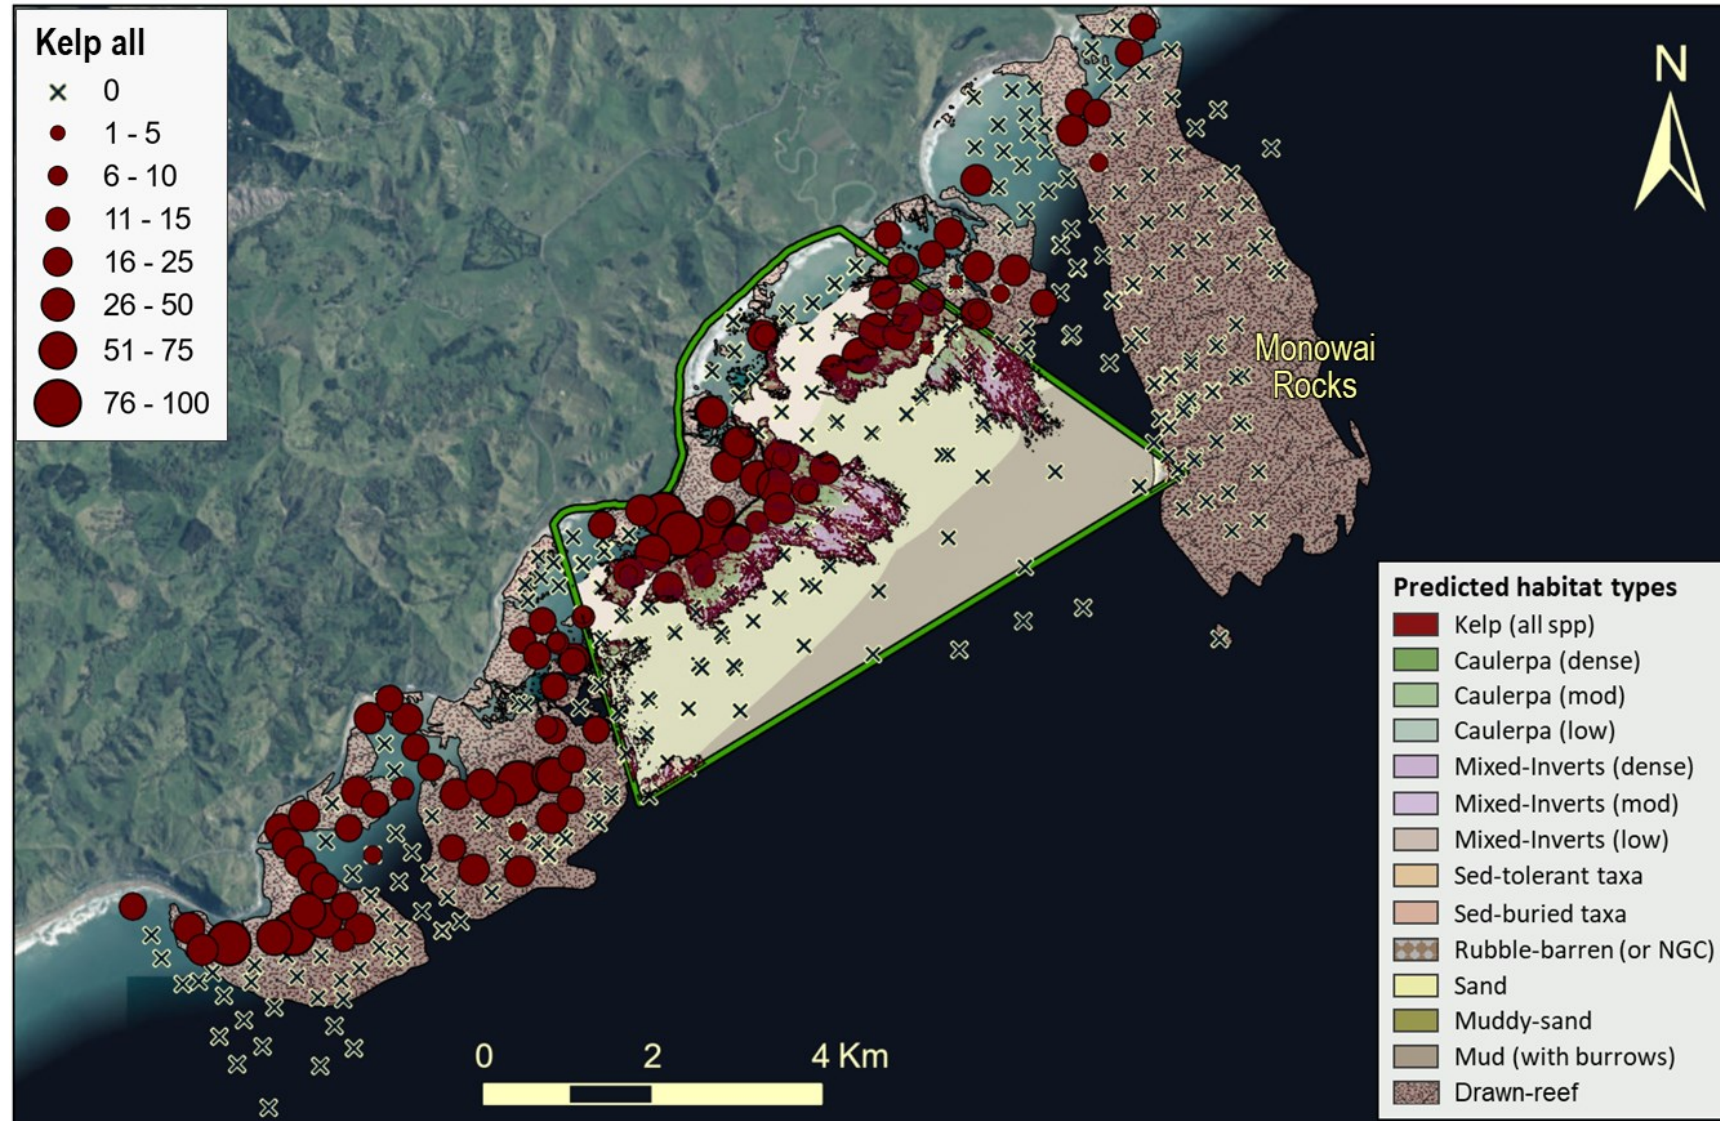 Kelp all
0
1 - 5
6 - 10
11 - 15
16 - 25
26 - 50
51 - 75
76 - 100
N
Monowai
Rocks
Predicted habitat types
Kelp (all spp)
Caulerpa (dense)
Caulerpa (mod)
Caulerpa (low)
Mixed-Inverts (dense)
Mixed-Inverts (mod)
Mixed-Inverts (low)
Sed-tolerant taxa
Sed-buried taxa
Rubble-barren (or NGC)
Sand
Muddy-sand
Mud (with burrows)
Drawn-reef
0 2 4 Km